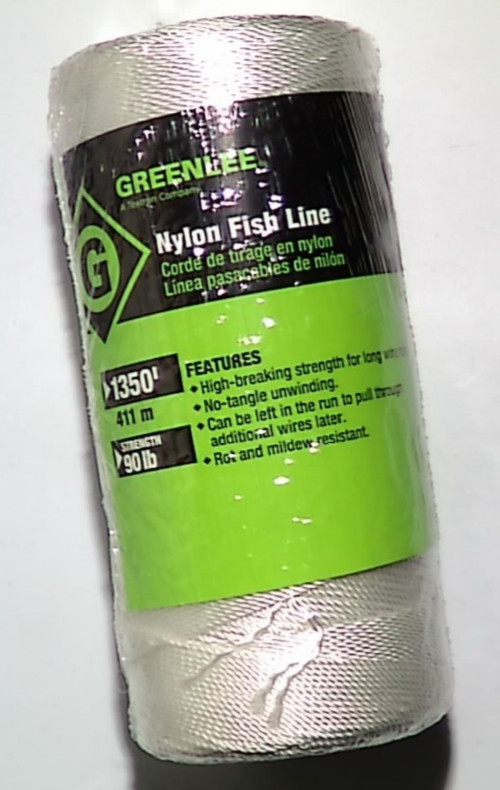 GREENLEE
A Textron Company
G
Nylon Fish Line
Corde de tirage en nylon
Línea pasacables de nilón
1350'
411 m
STRENGTH
90 lb
FEATURES
◆ High-breaking strength for long
◆ No-tangle unwinding.
◆ Can be left in the run to pull through
additional wires later.
◆ Rot and mildew resistant.